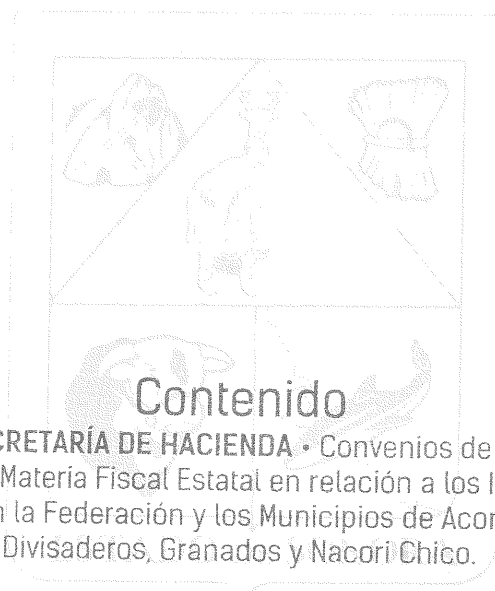 Contenido
CRETARÍA DE HACIENDA • Convenios de
Materia Fiscal Estatal en relación a los I
la Federación y los Municipios de Acon
Divisaderos, Granados y Nacori Chico.